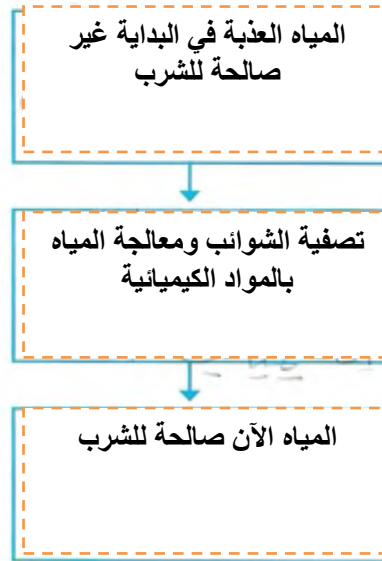 المياه العذبة في البداية غير
صالحة للشرب
تصفية الشوائب ومعالجة المياه
بالمواد الكيميائية
المياه الآن صالحة للشرب